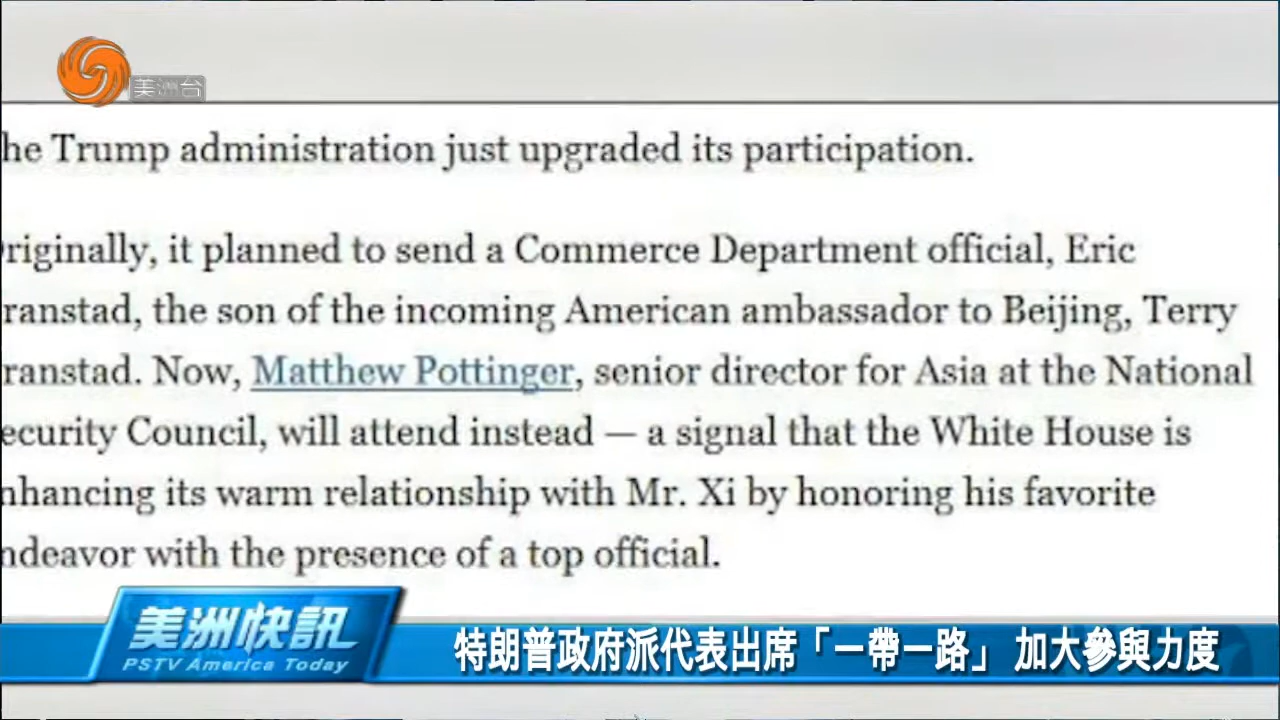 美洲台
he Trump administration just upgraded its participation.
riginally, it planned to send a Commerce Department official, Eric
ranstad, the son of the incoming American ambassador to Beijing, Terry
ranstad. Now, Matthew Pottinger, senior director for Asia at the National
ecurity Council, will attend instead — a signal that the White House is
nhancing its warm relationship with Mr. Xi by honoring his favorite
ndeavor with the presence of a top official.
美洲快訊
PSTV America Today
特朗普政府派代表出席「一帶一路」 加大參與力度